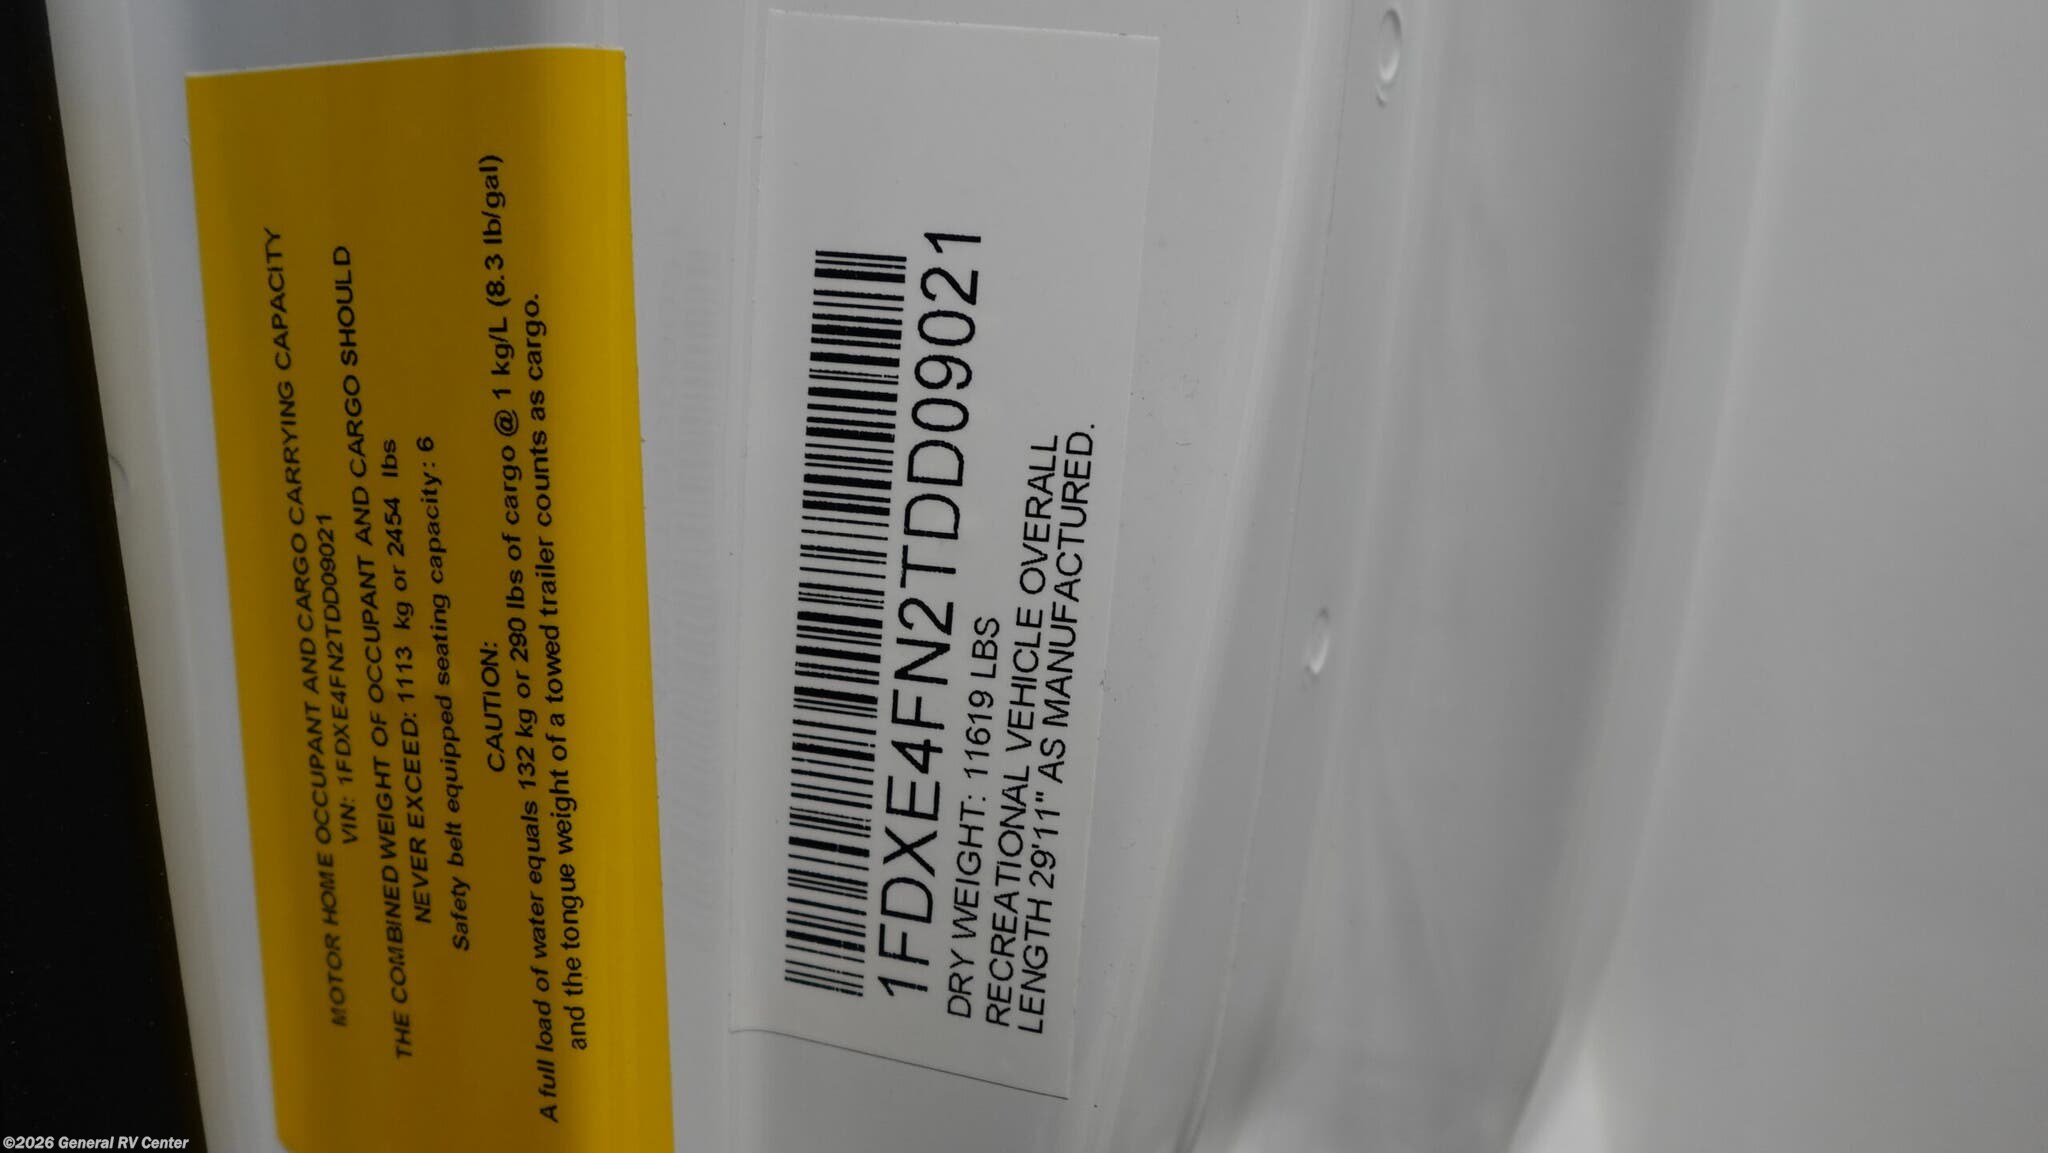 MOTOR HOME OCCUPANT AND CARGO CARRYING CAPACITY
VIN: 1FDXE4FN2TDD09021
THE COMBINED WEIGHT OF OCCUPANT AND CARGO SHOULD
NEVER EXCEED: 1113 kg or 2454 lbs
Safety belt equipped seating capacity: 6
CAUTION:
A full load of water equals 132 kg or 290 lbs of cargo @ 1 kg/L (8.3 lb/gal)
and the tongue weight of a towed trailer counts as cargo.
1FDXE4FN2TDD09021
DRY WEIGHT: 11619 LBS
RECREATIONAL VEHICLE OVERALL
LENGTH 29'11" AS MANUFACTURED.
©2026 General RV Center